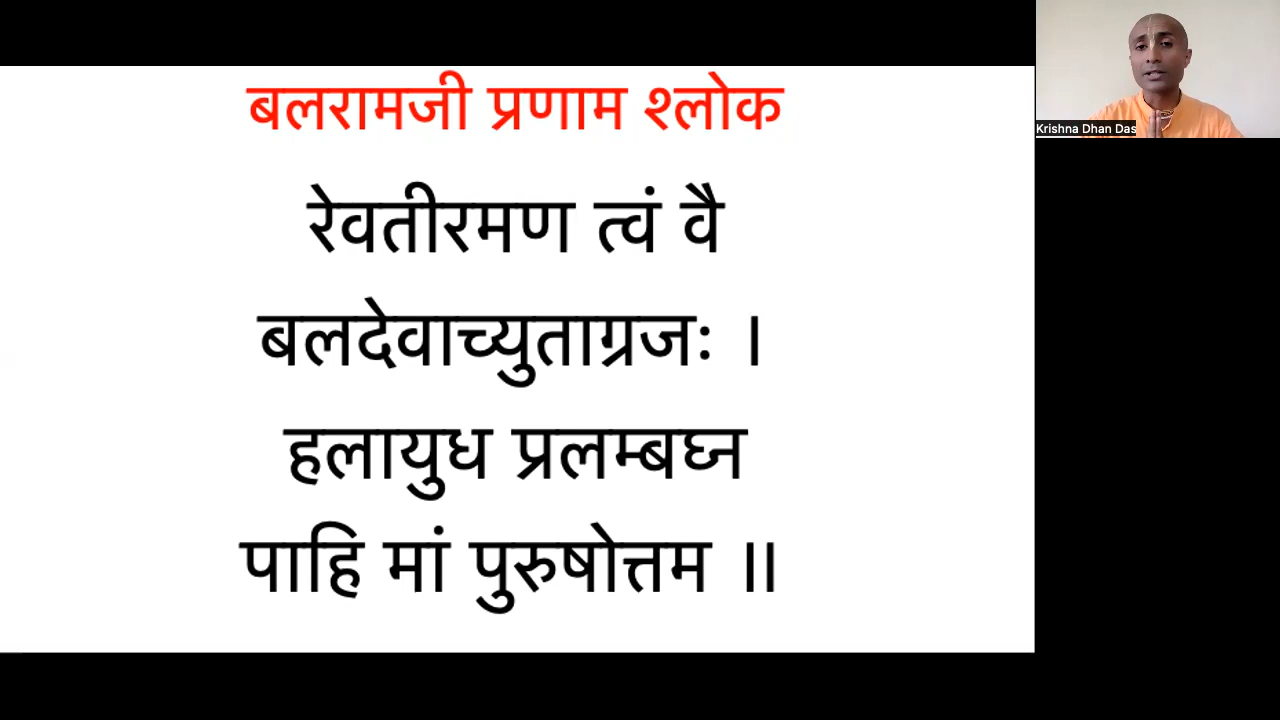 बलरामजी प्रणाम श्लोक
रेवतीरमण त्वं वै
बलदेवाच्युताग्रजः ।
हलायुध प्रलम्बघ्न
पाहि मां पुरुषोत्तम ॥
Krishna Dhan Das